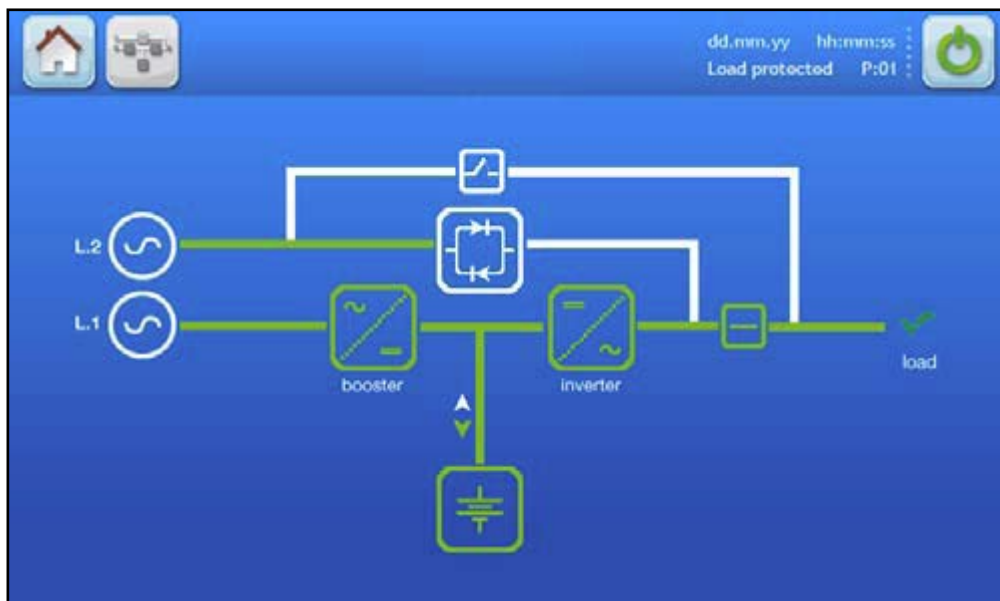 dd.mm.yy hh:mm:ss
Load protected P:01
L.2
L.1
booster
inverter
load